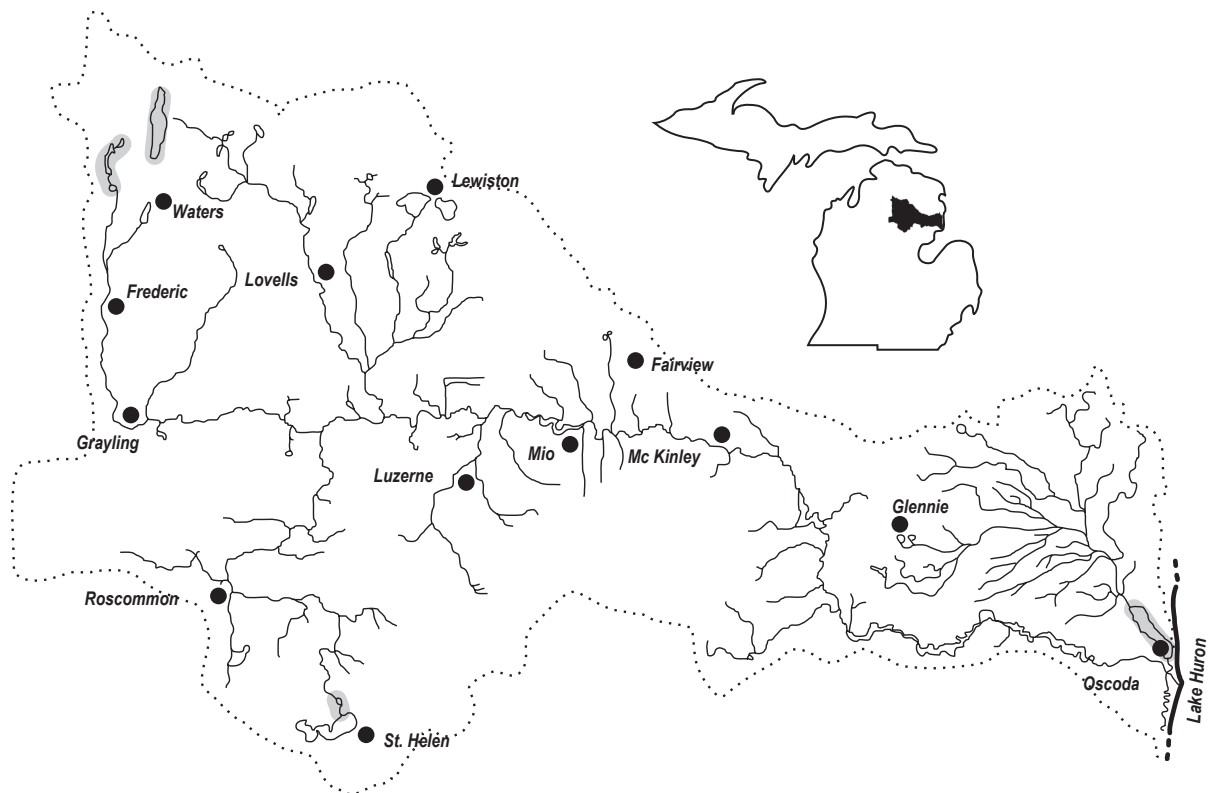 Lewiston
Waters
Lovells
Frederic
Fairview
Grayling
Mio
Mc Kinley
Luzerne
Glennie
Roscommon
Oscoda
Lake Huron
St. Helen